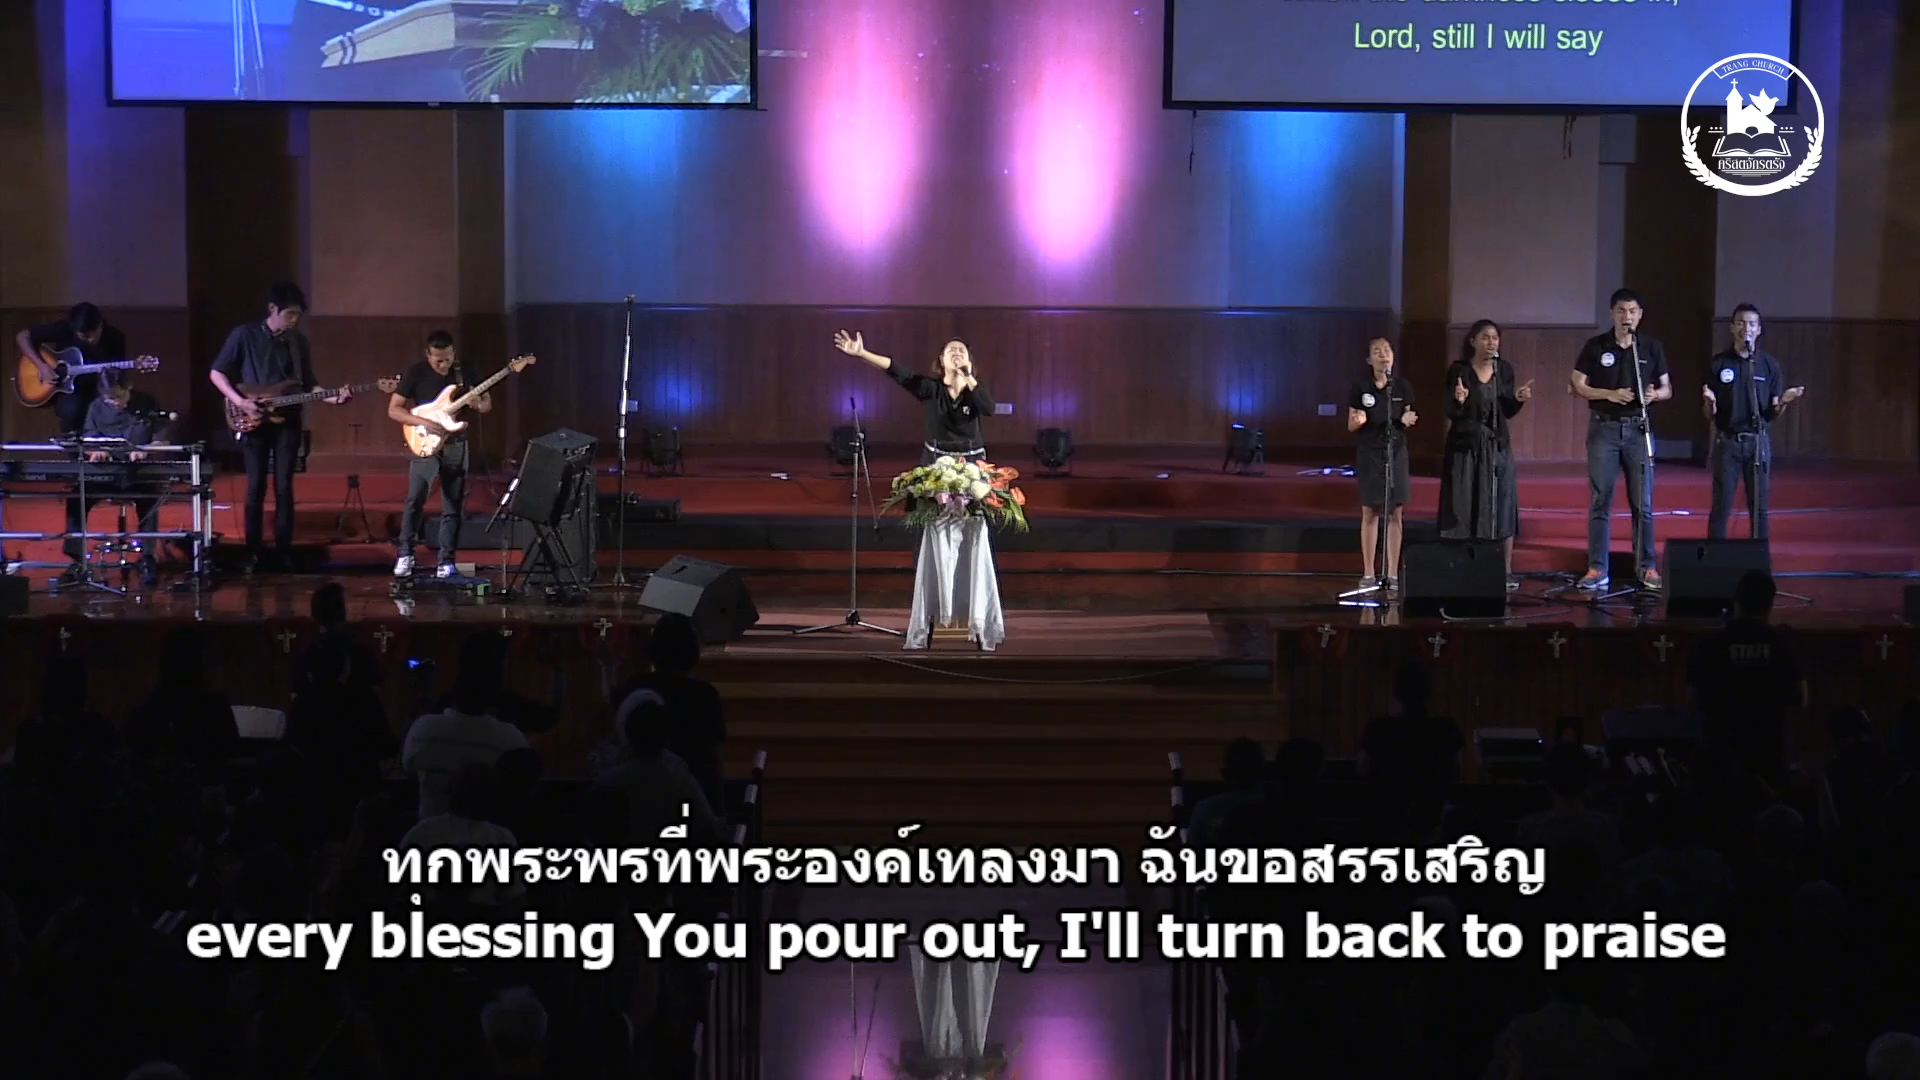 Lord, still I will say
TRANG CHURCH
คริสตจักรตรัง
Roland
STAFF
ทุกพระพรที่พระองค์เทลงมา ฉันขอสรรเสริญ
every blessing You pour out, I'll turn back to praise